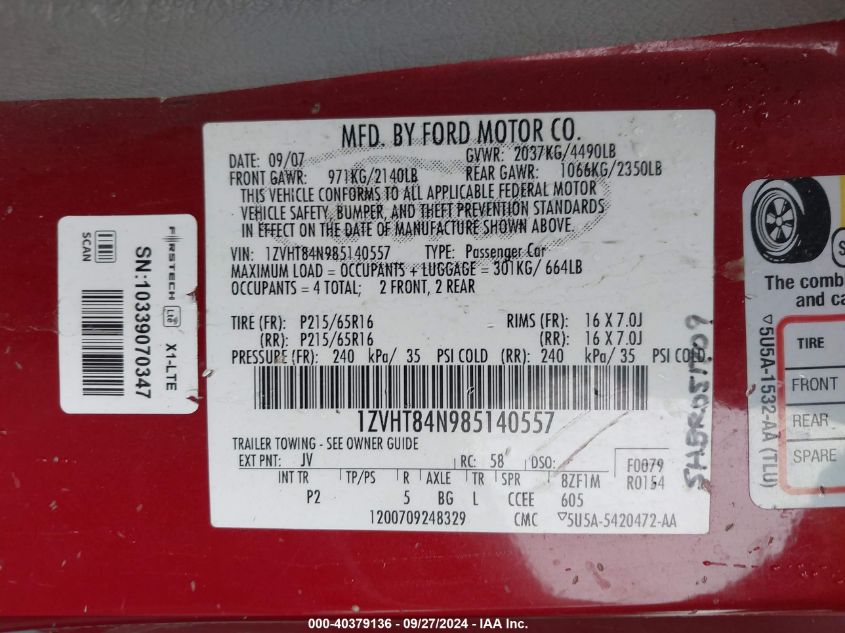 MFD. BY FORD MOTOR CO.
DATE: 09/07 GVWR: 2037KG/4490LB
FRONT GAWR: 971KG/2140LB REAR GAWR: 1066KG/2350LB
THIS VEHICLE CONFORMS TO ALL APPLICABLE FEDERAL MOTOR
VEHICLE SAFETY, BUMPER, AND THEFT PREVENTION STANDARDS
IN EFFECT ON THE DATE OF MANUFACTURE SHOWN ABOVE.
VIN: 1ZVHT84N985140557 TYPE: Passenger Car
MAXIMUM LOAD = OCCUPANTS + LUGGAGE = 301KG/ 664LB
OCCUPANTS = 4 TOTAL; 2 FRONT, 2 REAR
TIRE (FR): P215/65R16 RIMS (FR): 16 X 7.0J
(RR): P215/65R16 (RR): 16 X 7.0J
PRESSURE (FR): 240 kPa/ 35 PSI COLD (RR): 240 kPa/ 35 PSI COLD
1ZVHT84N985140557
TRAILER TOWING - SEE OWNER GUIDE
EXT PNT: JV RC: 58 DSO: F0079
INT TR TP/PS R AXLE TR SPR BZF1M R0154
P2 5 BG L CCEE 605
1200709248329 CMC ▽5U5A-5420472-AA
SCAN
SN:10339070347
FIRSTECH LTE X1-LTE
The comb
and ca
TIRE
FRONT
REAR
SPARE
▽5U5A-1532-AA (TLU)
000-40379136 - 09/27/2024 - IAA Inc.